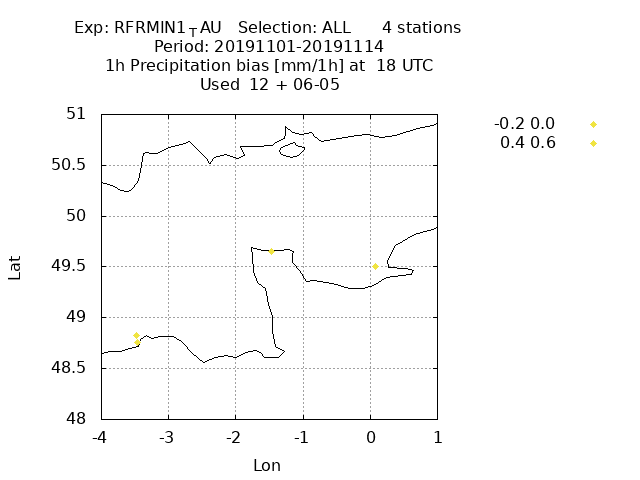 Exp: RFRMIN1_TAU   Selection: ALL      4 stations
Period: 20191101-20191114
1h Precipitation bias [mm/1h] at  18 UTC
Used  12 + 06-05
-0.2 0.0
0.4 0.6
51
50.5
50
49.5
49
48.5
48
Lat
-4 -3 -2 -1 0 1
Lon